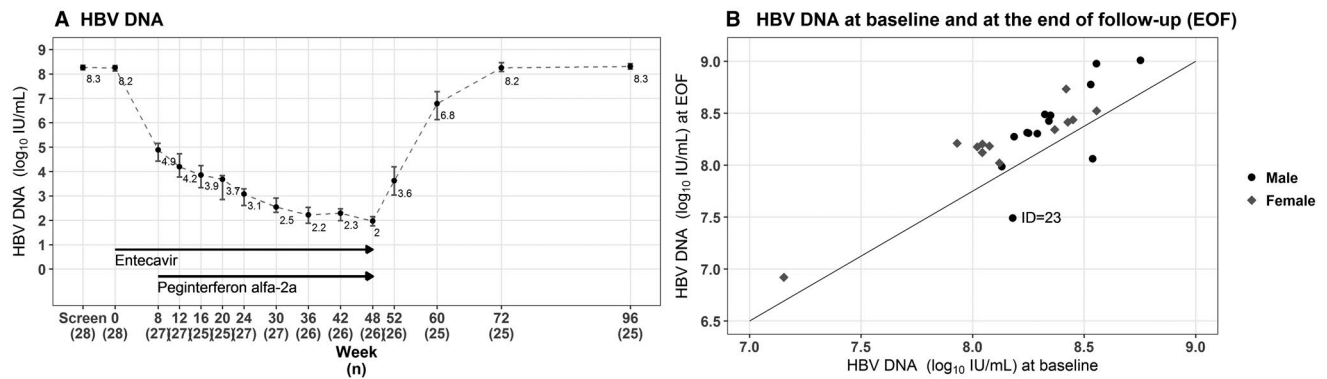 A HBV DNA
HBV DNA (log10 IU/mL)
9
8
7
6
5
4
3
2
1
0
8.3
8.2
4.9
4.2
3.9
3.7
3.1
2.5
2.2
2.3
2
3.6
6.8
8.2
8.3
Entecavir
Peginterferon alfa-2a
Screen 0 8 12 16 20 24 30 36 42 48 52 60 72 96
(28) (28) (27) (27) (25) (25) (27) (27) (26) (26) (26) (26) (25) (25) (25)
Week
(n)
B HBV DNA at baseline and at the end of follow-up (EOF)
HBV DNA (log10 IU/mL) at EOF
9.0
8.5
8.0
7.5
7.0
6.5
ID=23
7.0 7.5 8.0 8.5 9.0
HBV DNA (log10 IU/mL) at baseline
Male
Female